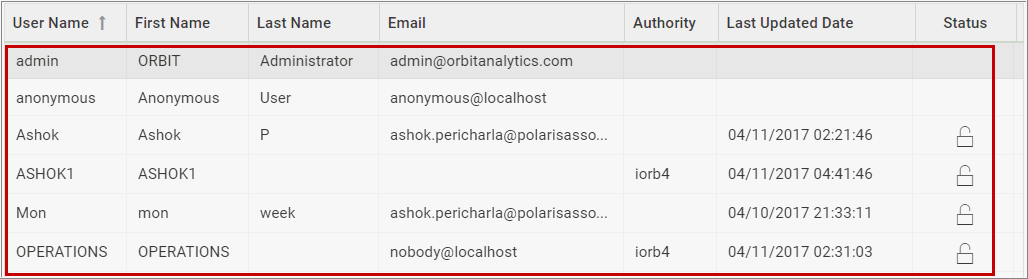 User Name First Name Last Name Email Authority Last Updated Date Status
admin ORBIT Administrator admin@orbitanalytics.com
anonymous Anonymous User anonymous@localhost
Ashok Ashok P ashok.pericharla@polarisasso... 04/11/2017 02:21:46
ASHOK1 ASHOK1 iorb4 04/11/2017 04:41:46
Mon mon week ashok.pericharla@polarisasso... 04/10/2017 21:33:11
OPERATIONS OPERATIONS nobody@localhost iorb4 04/11/2017 02:31:03